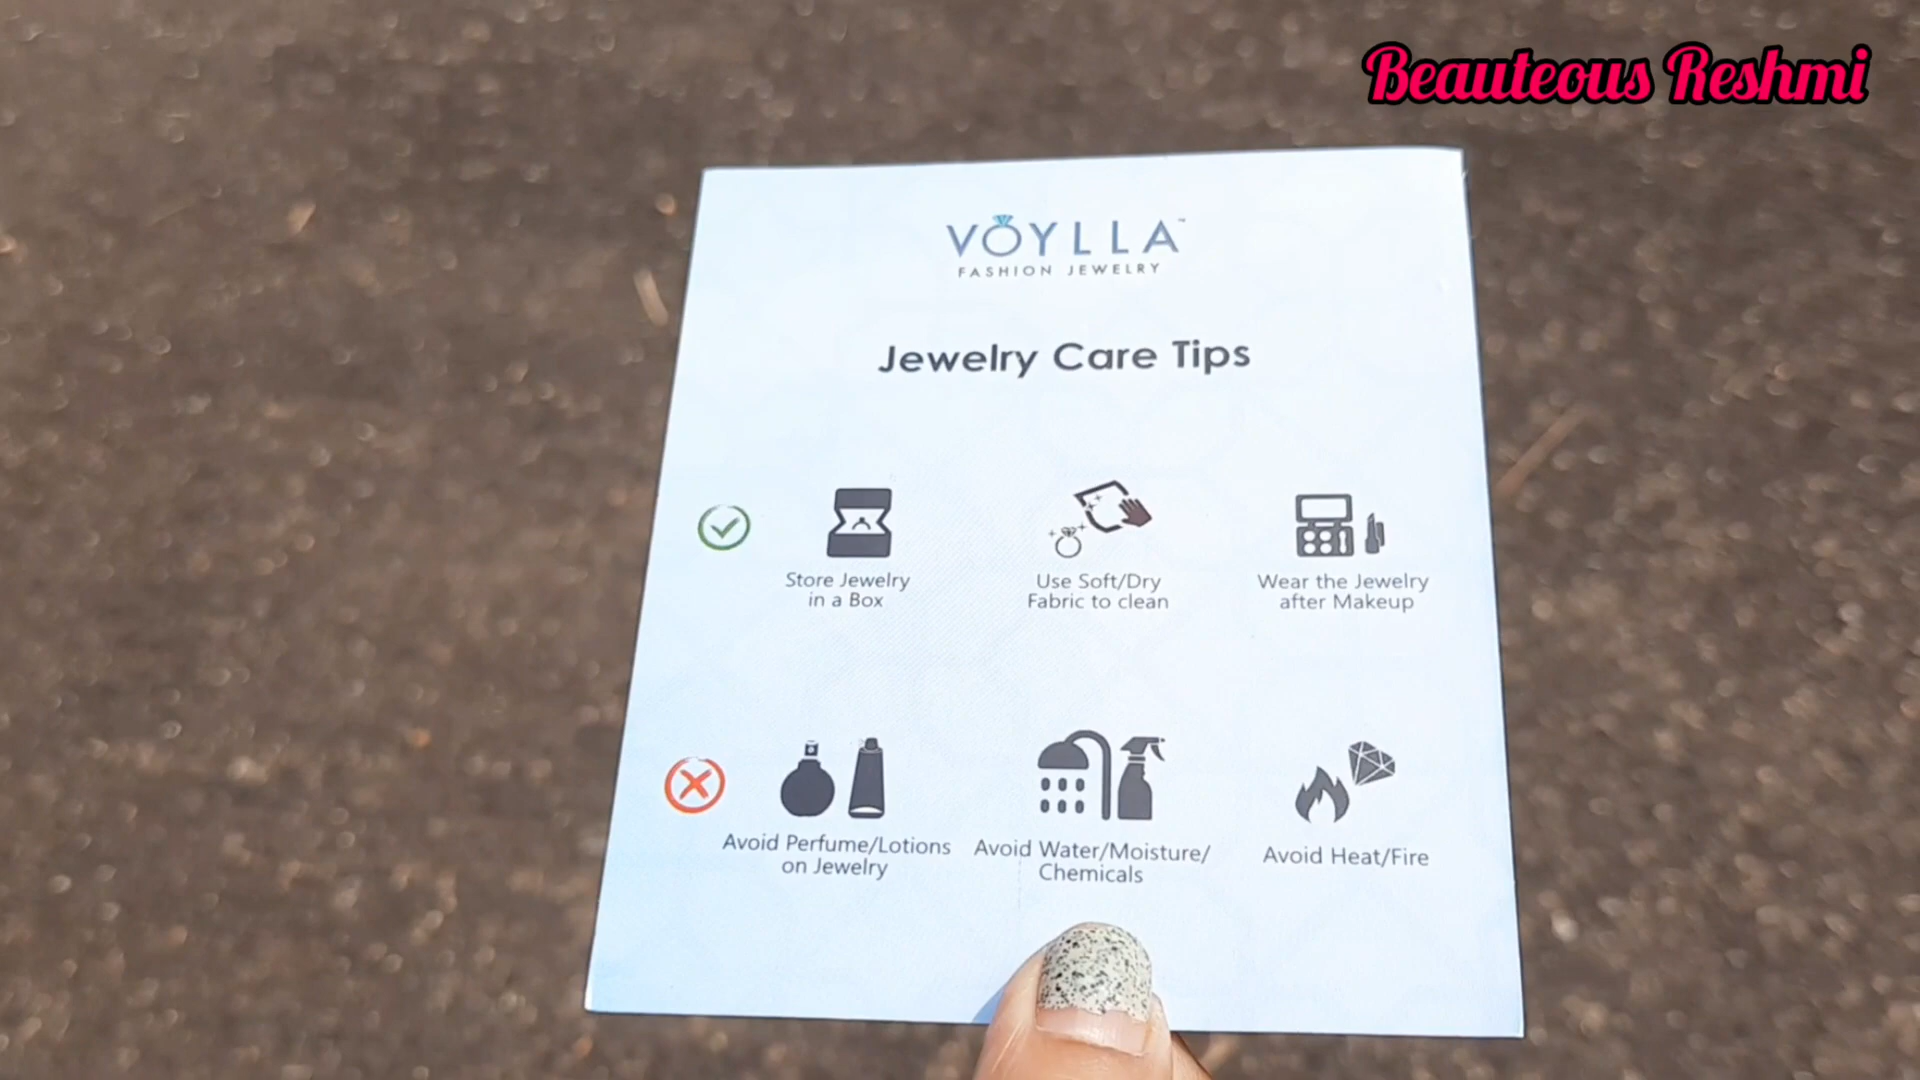 Beauteous Reshmi
VOYLLA™
FASHION JEWELRY
Jewelry Care Tips
Store Jewelry
in a Box
Use Soft/Dry
Fabric to clean
Wear the Jewelry
after Makeup
Avoid Perfume/Lotions
on Jewelry
Avoid Water/Moisture/
Chemicals
Avoid Heat/Fire